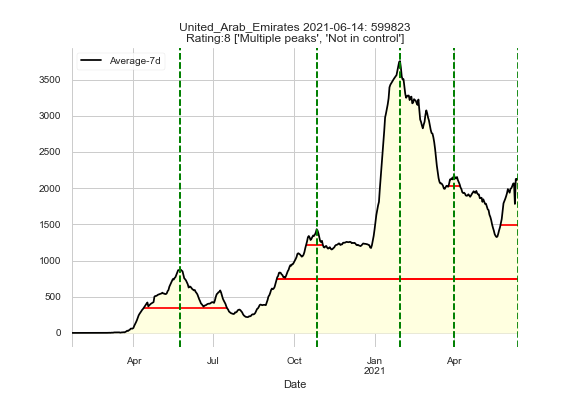 United_Arab_Emirates 2021-06-14: 599823
Rating:8 ['Multiple peaks', 'Not in control']
Average-7d
3500
3000
2500
2000
1500
1000
500
0
Apr
Jul
Oct
Jan
2021
Apr
Date